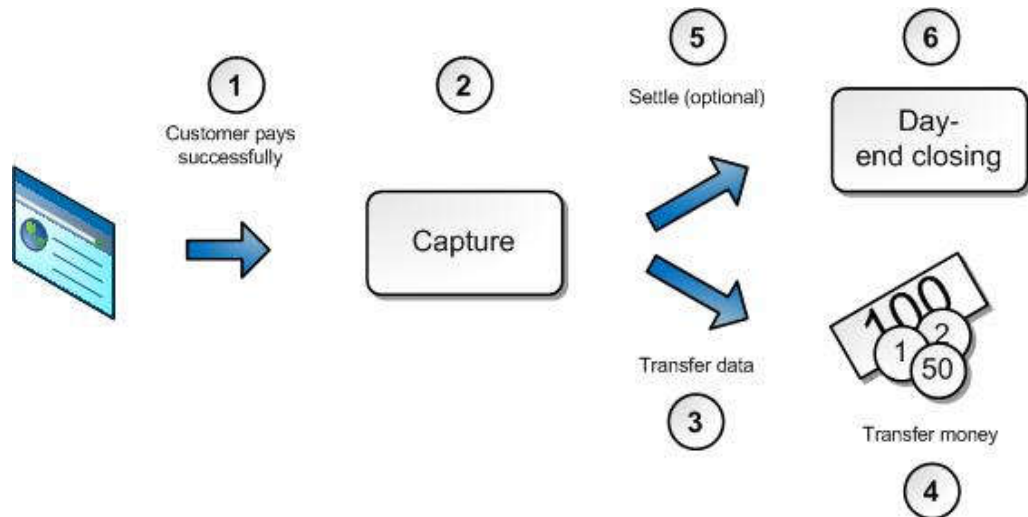 1
Customer pays
successfully
2
Capture
5
Settle (optional)
6
Day-
end closing
Transfer data
3
100
1
2
50
Transfer money
4